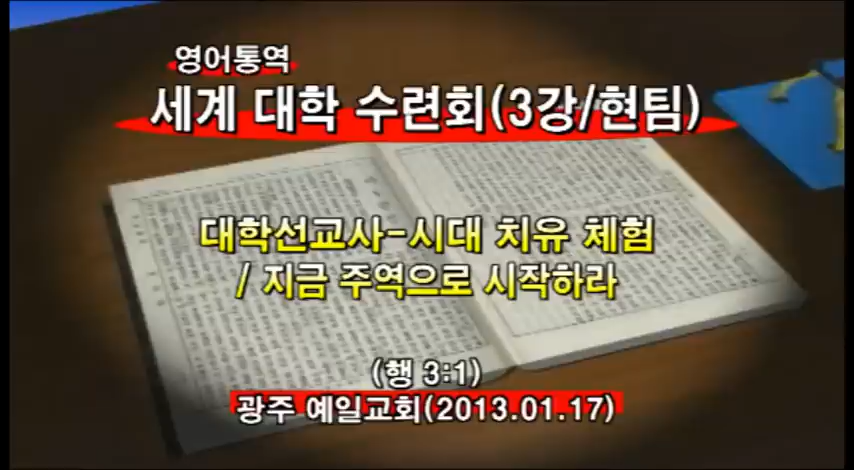 영어통역
세계 대학 수련회(3강/현팀)
대학선교사-시대 치유 체험
/ 지금 주역으로 시작하라
(행 3:1)
광주 예일교회(2013.01.17)